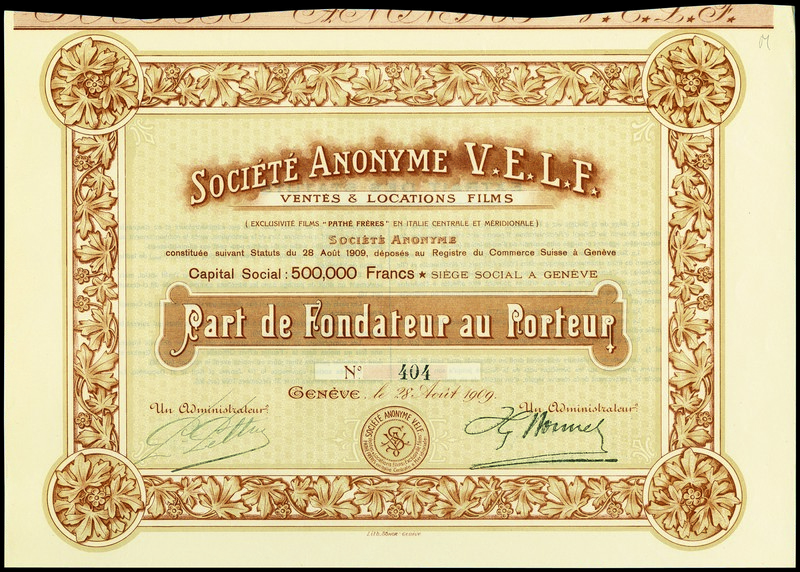 SOCIÉTÉ ANONYME V.E.L.F.
VENTES & LOCATIONS FILMS
(EXCLUSIVITÉ FILMS "PATHÉ FRÈRES" EN ITALIE CENTRALE ET MÉRIDIONALE)
SOCIÉTÉ ANONYME
constituée suivant Statuts du 28 Août 1909, déposés au Registre du Commerce Suisse à Genève
Capital Social: 500,000 Francs ★ SIÈGE SOCIAL A GENÈVE
Part de Fondateur au Porteur
N° 404
GENÈVE, le 28 Août 1909.
Un Administrateur:
Un Administrateur:
SOCIÉTÉ ANONYME VELF